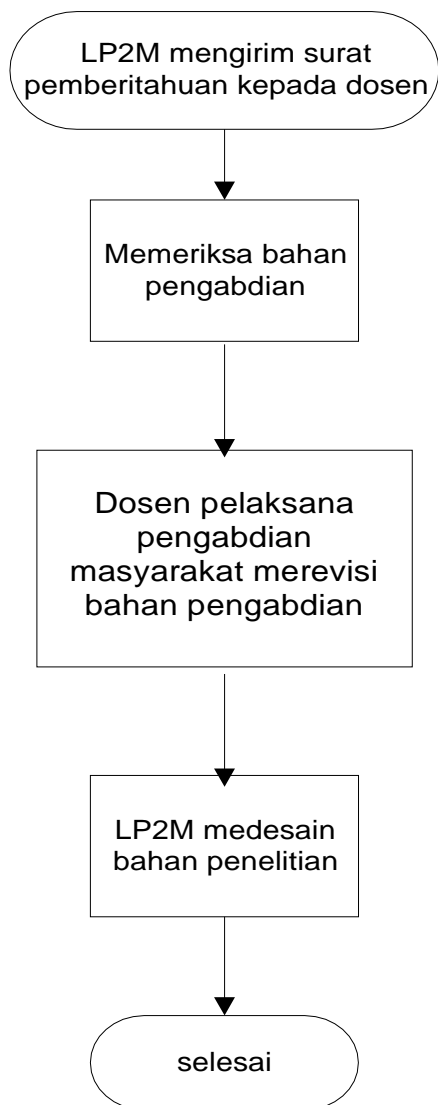 LP2M mengirim surat
pemberitahuan kepada dosen
Memeriksa bahan
pengabdian
Dosen pelaksana
pengabdian
masyarakat merevisi
bahan pengabdian
LP2M medesain
bahan penelitian
selesai